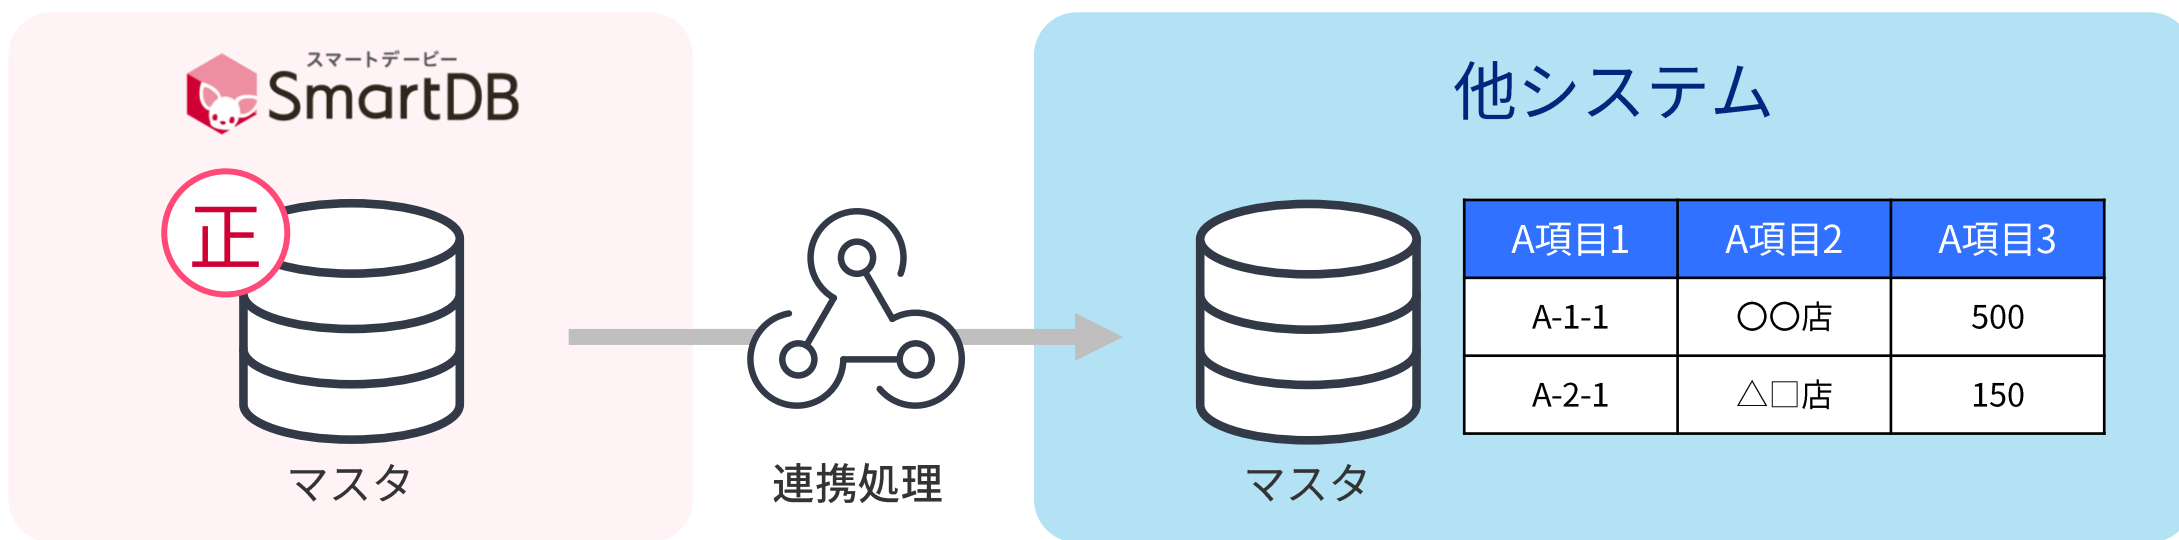 スマートデービー
SmartDB
正
マスタ
連携処理
他システム
マスタ
A項目1 A項目2 A項目3
A-1-1 〇〇店 500
A-2-1 △□店 150